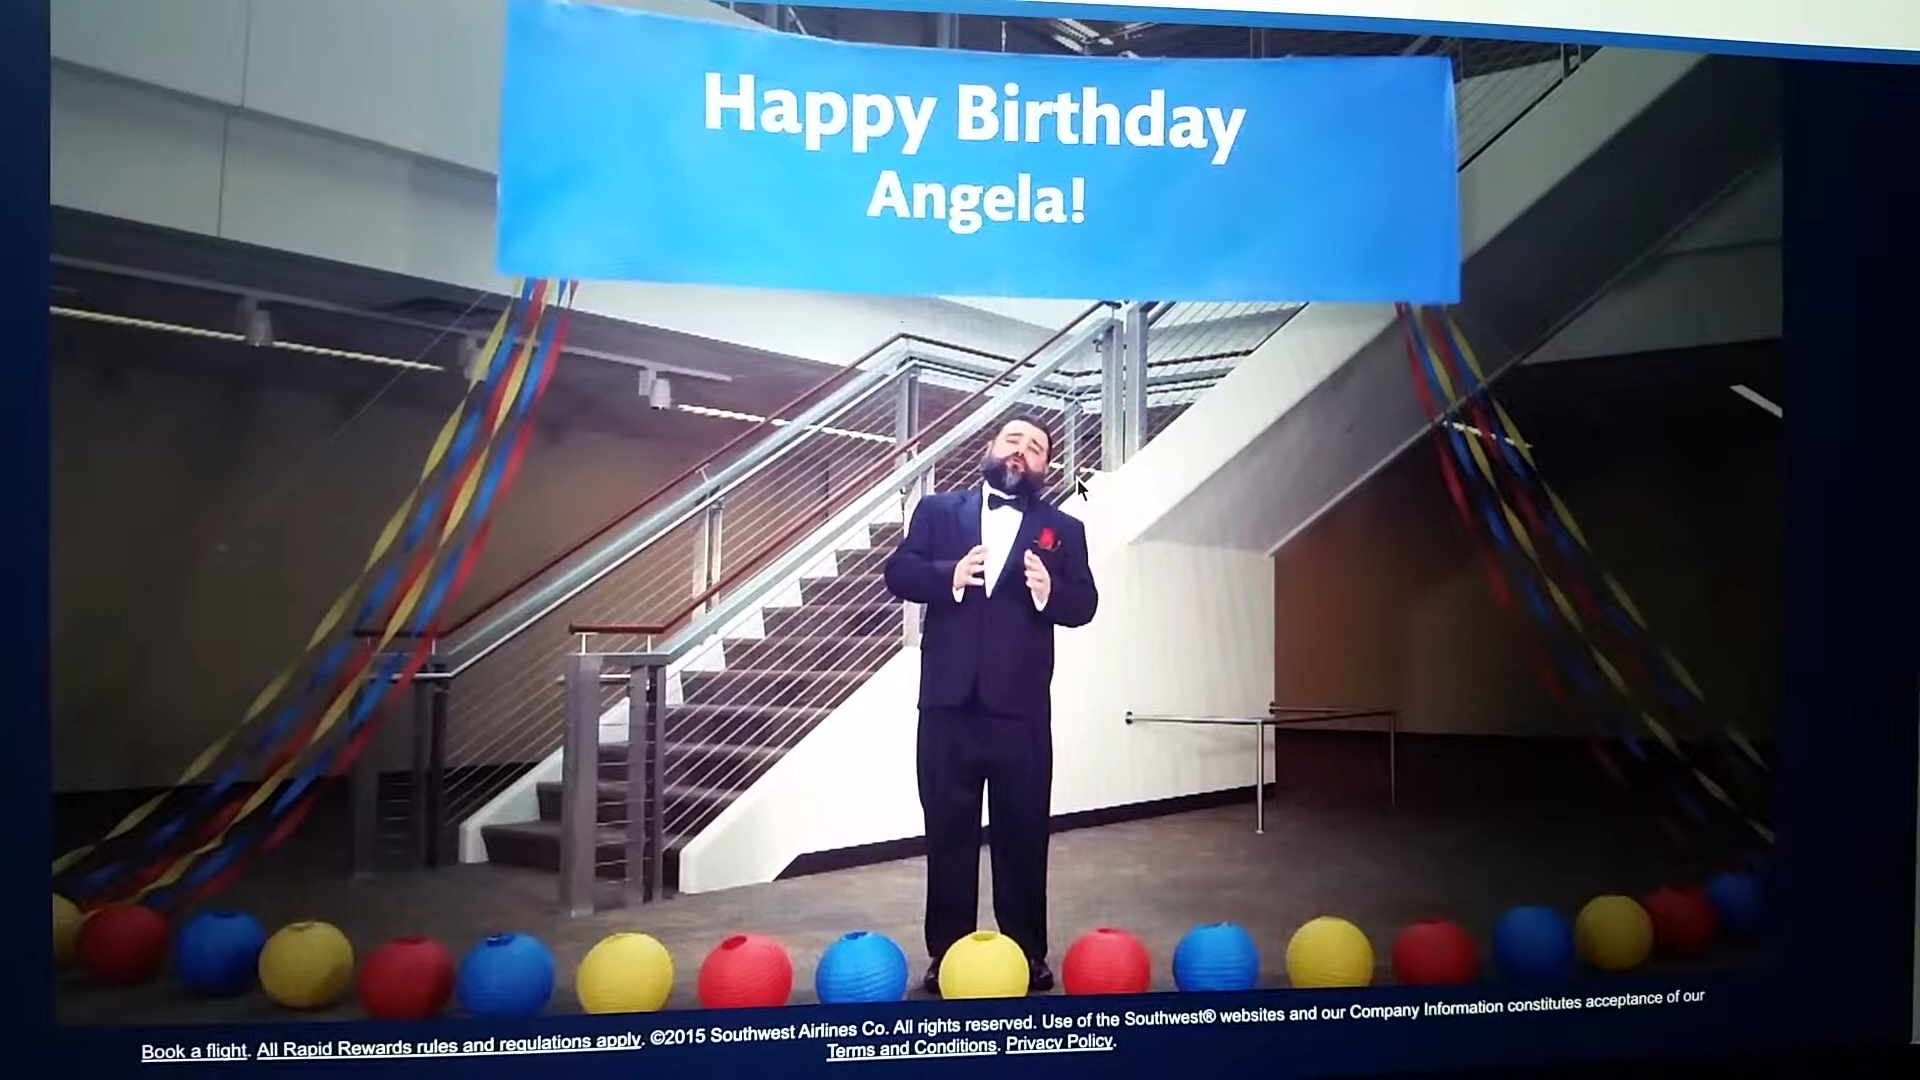 Happy Birthday
Angela!
Book a flight. All Rapid Rewards rules and regulations apply. ©2015 Southwest Airlines Co. All rights reserved. Use of the Southwest® websites and our Company Information constitutes acceptance of our
Terms and Conditions. Privacy Policy.